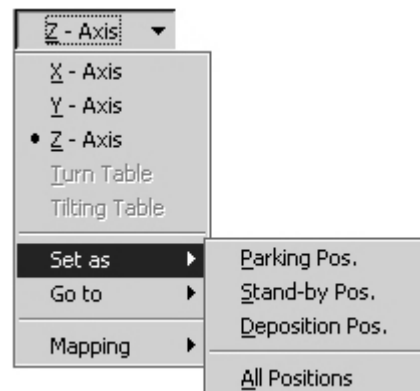 Z - Axis
X - Axis
Y - Axis
Z - Axis
Turn Table
Tilting Table
Set as
Go to
Mapping
Parking Pos.
Stand-by Pos.
Deposition Pos.
All Positions